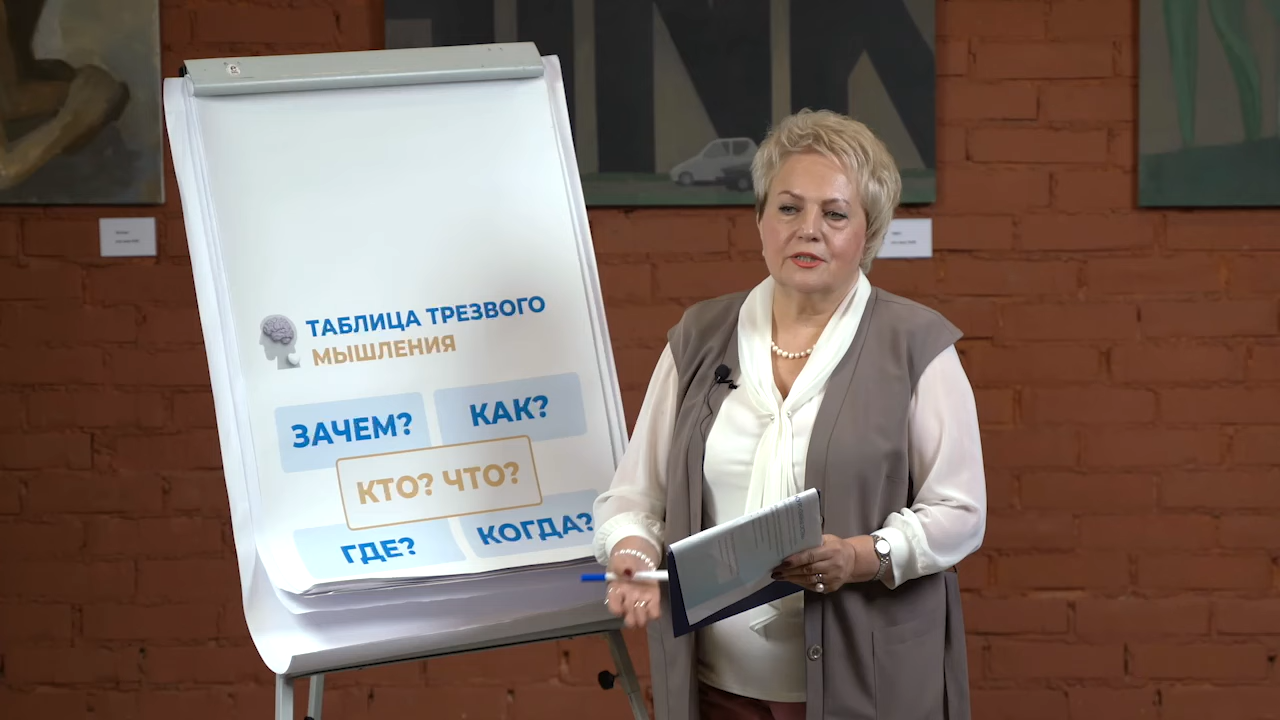 ТАБЛИЦА ТРЕЗВОГО
МЫШЛЕНИЯ
ЗАЧЕМ?
КАК?
КТО? ЧТО?
ГДЕ?
КОГДА?